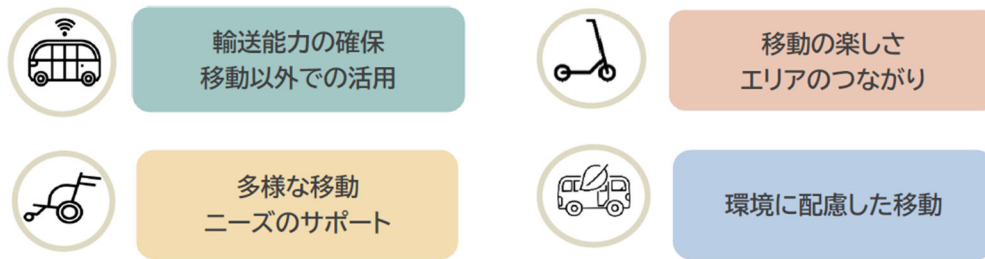 輸送能力の確保
移動以外での活用
移動の楽しさ
エリアのつながり
多様な移動
ニーズのサポート
環境に配慮した移動